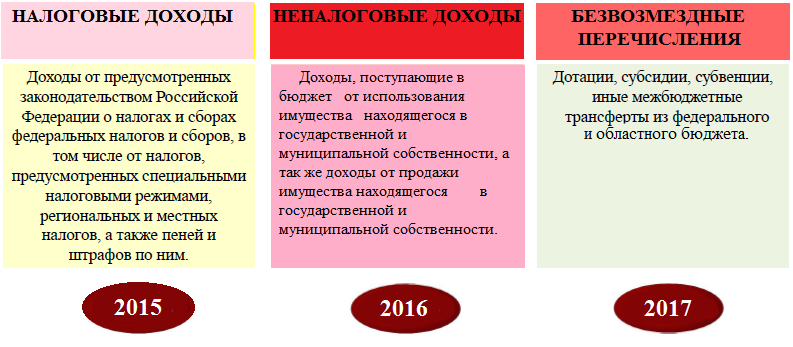 НАЛОГОВЫЕ ДОХОДЫ
Доходы от предусмотренных
законодательством Российской
Федерации о налогах и сборах
федеральных налогов и сборов, в
том числе от налогов,
предусмотренных специальными
налоговыми режимами,
региональных и местных
налогов, а также пеней и
штрафов по ним.
НЕНАЛОГОВЫЕ ДОХОДЫ
Доходы, поступающие в
бюджет от использования
имущества находящегося в
государственной и
муниципальной собственности, а
так же доходы от продажи
имущества находящегося в
государственной и
муниципальной собственности.
БЕЗВОЗМЕЗДНЫЕ
ПЕРЕЧИСЛЕНИЯ
Дотации, субсидии, субвенции,
иные межбюджетные
трансферты из федерального
и областного бюджета.
2015
2016
2017